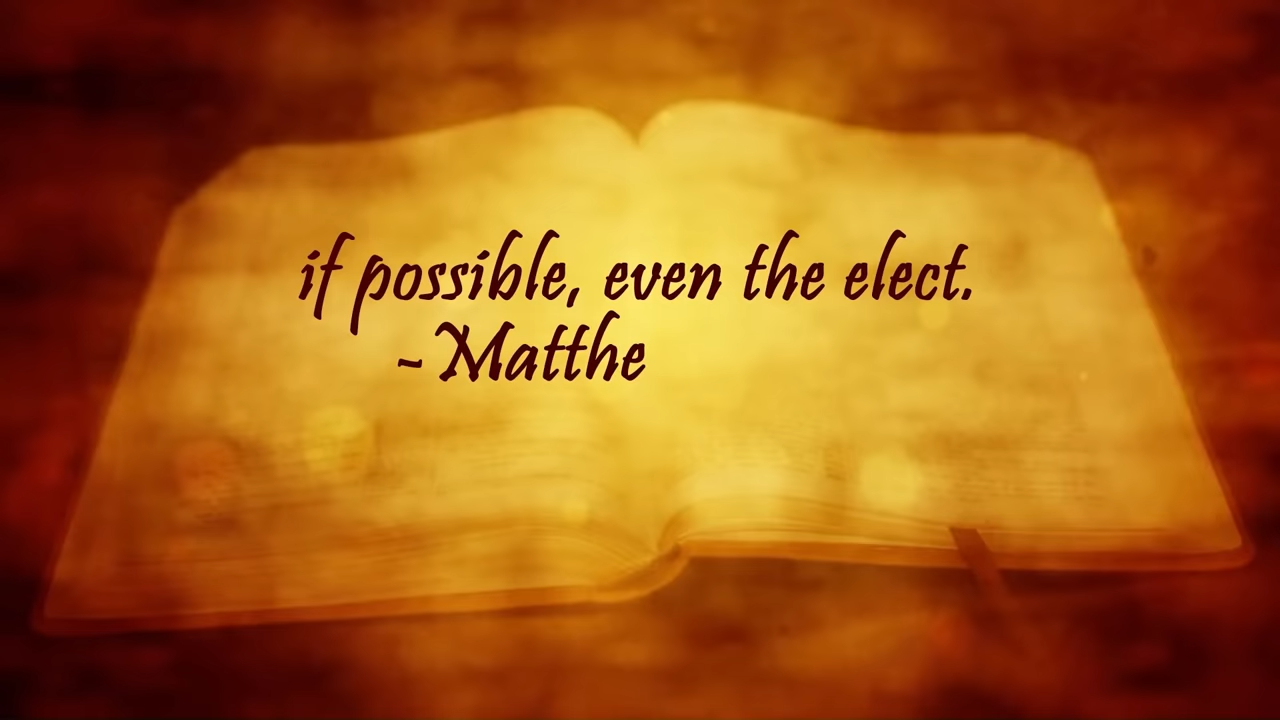 if possible, even the elect.
~ Matthe